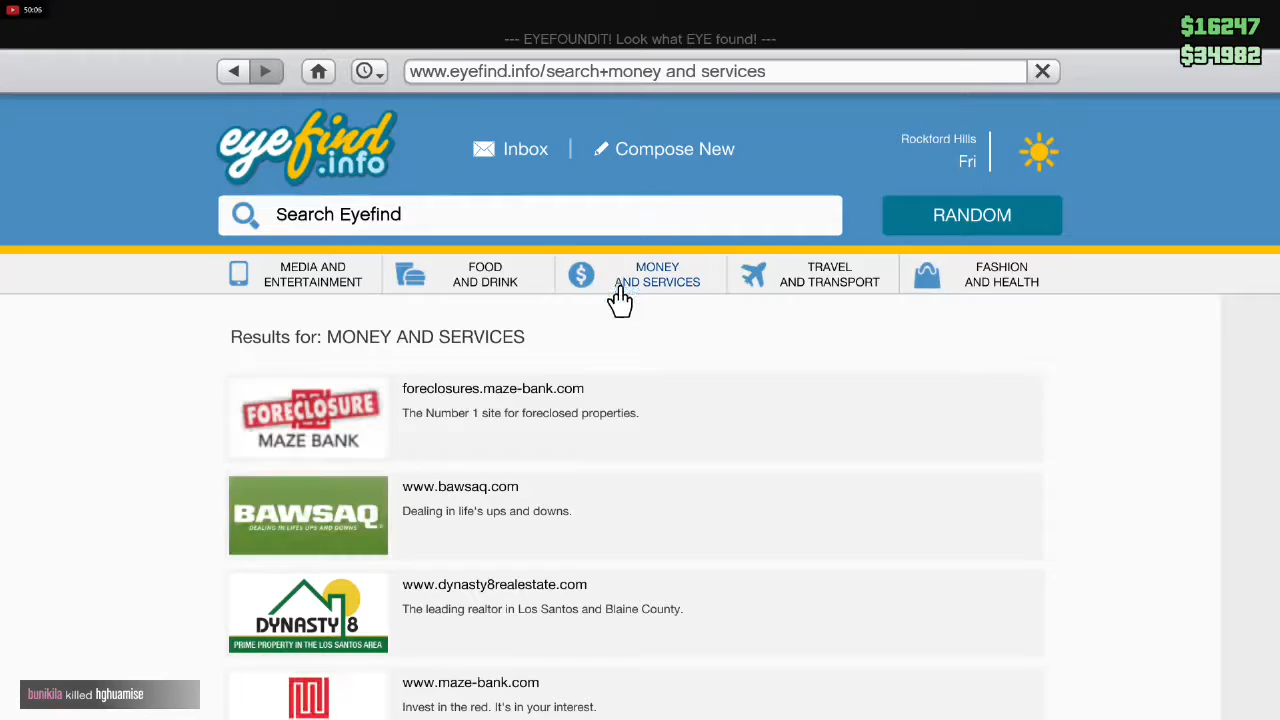 50:06
$16247
$34982
--- EYEFOUNDIT! Look what EYE found! ---
www.eyefind.info/search+money and services
eyefind
.info
Inbox
Compose New
Rockford Hills
Fri
Search Eyefind
RANDOM
MEDIA AND
ENTERTAINMENT
FOOD
AND DRINK
MONEY
AND SERVICES
TRAVEL
AND TRANSPORT
FASHION
AND HEALTH
Results for: MONEY AND SERVICES
FORECLOSURE
MAZE BANK
foreclosures.maze-bank.com
The Number 1 site for foreclosed properties.
BAWSAQ
DEALING IN LIFE'S UPS AND DOWNS
www.bawsaq.com
Dealing in life's ups and downs.
DYNASTY 8
PRIME PROPERTY IN THE LOS SANTOS AREA
www.dynasty8realestate.com
The leading realtor in Los Santos and Blaine County.
www.maze-bank.com
Invest in the red. It's in your interest.
bunikila killed hghuamise